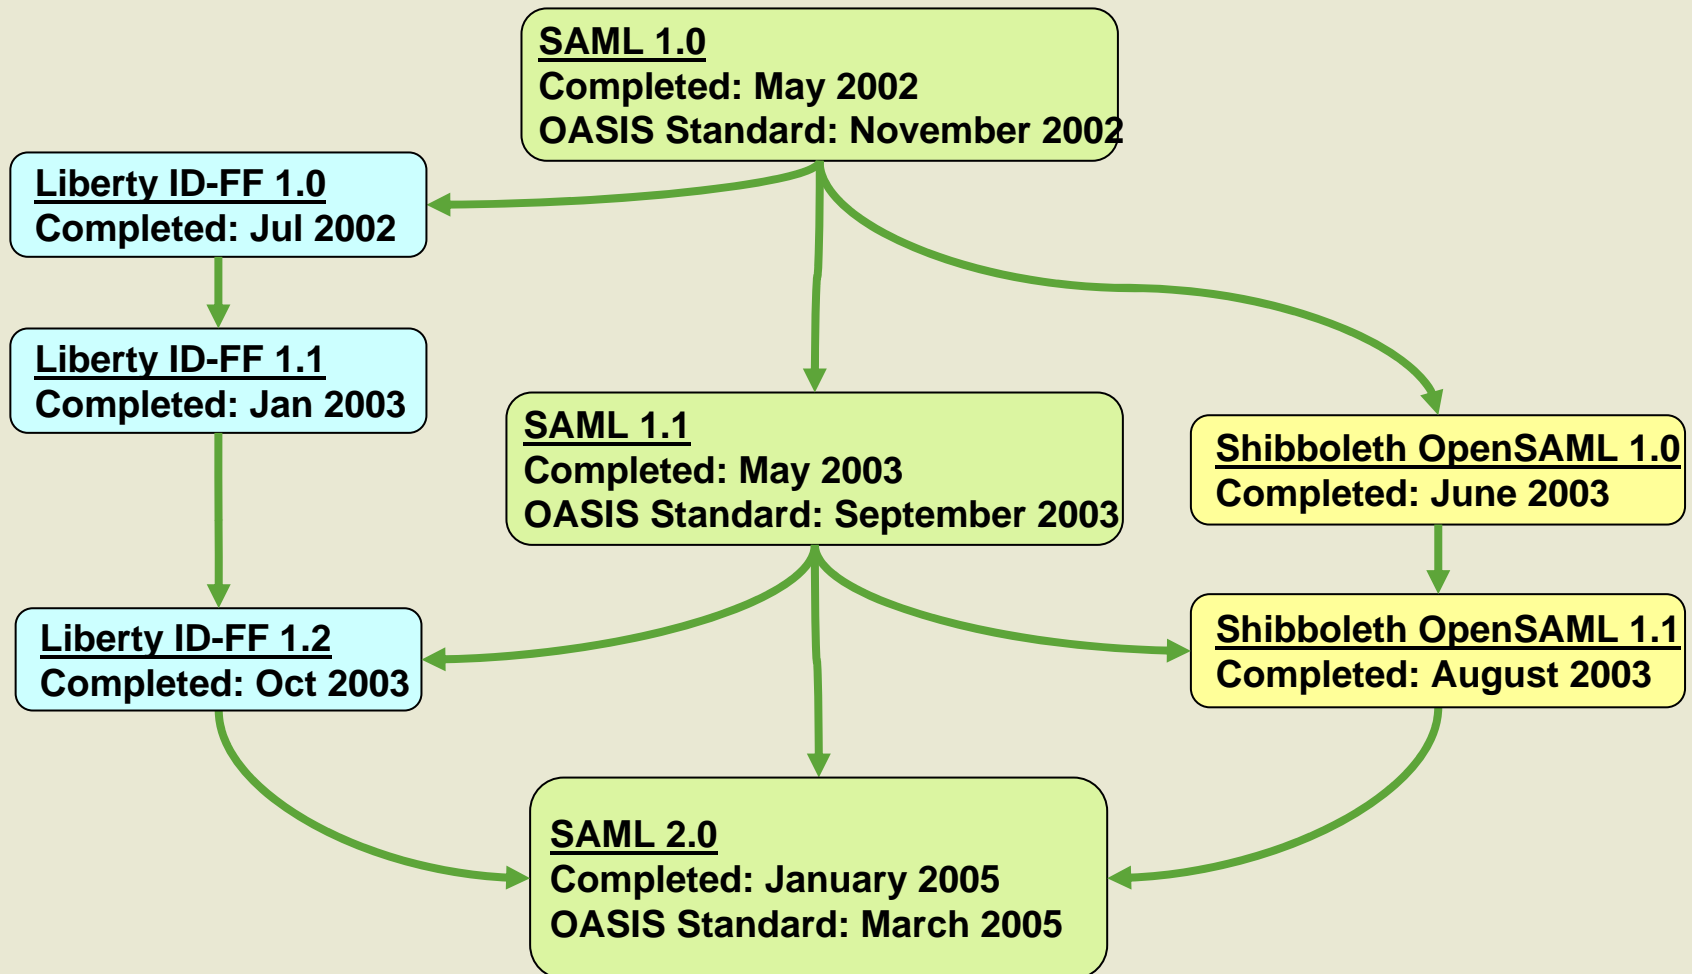 SAML 1.0
Completed: May 2002
OASIS Standard: November 2002
Liberty ID-FF 1.0
Completed: Jul 2002
Liberty ID-FF 1.1
Completed: Jan 2003
SAML 1.1
Completed: May 2003
OASIS Standard: September 2003
Shibboleth OpenSAML 1.0
Completed: June 2003
Liberty ID-FF 1.2
Completed: Oct 2003
Shibboleth OpenSAML 1.1
Completed: August 2003
SAML 2.0
Completed: January 2005
OASIS Standard: March 2005